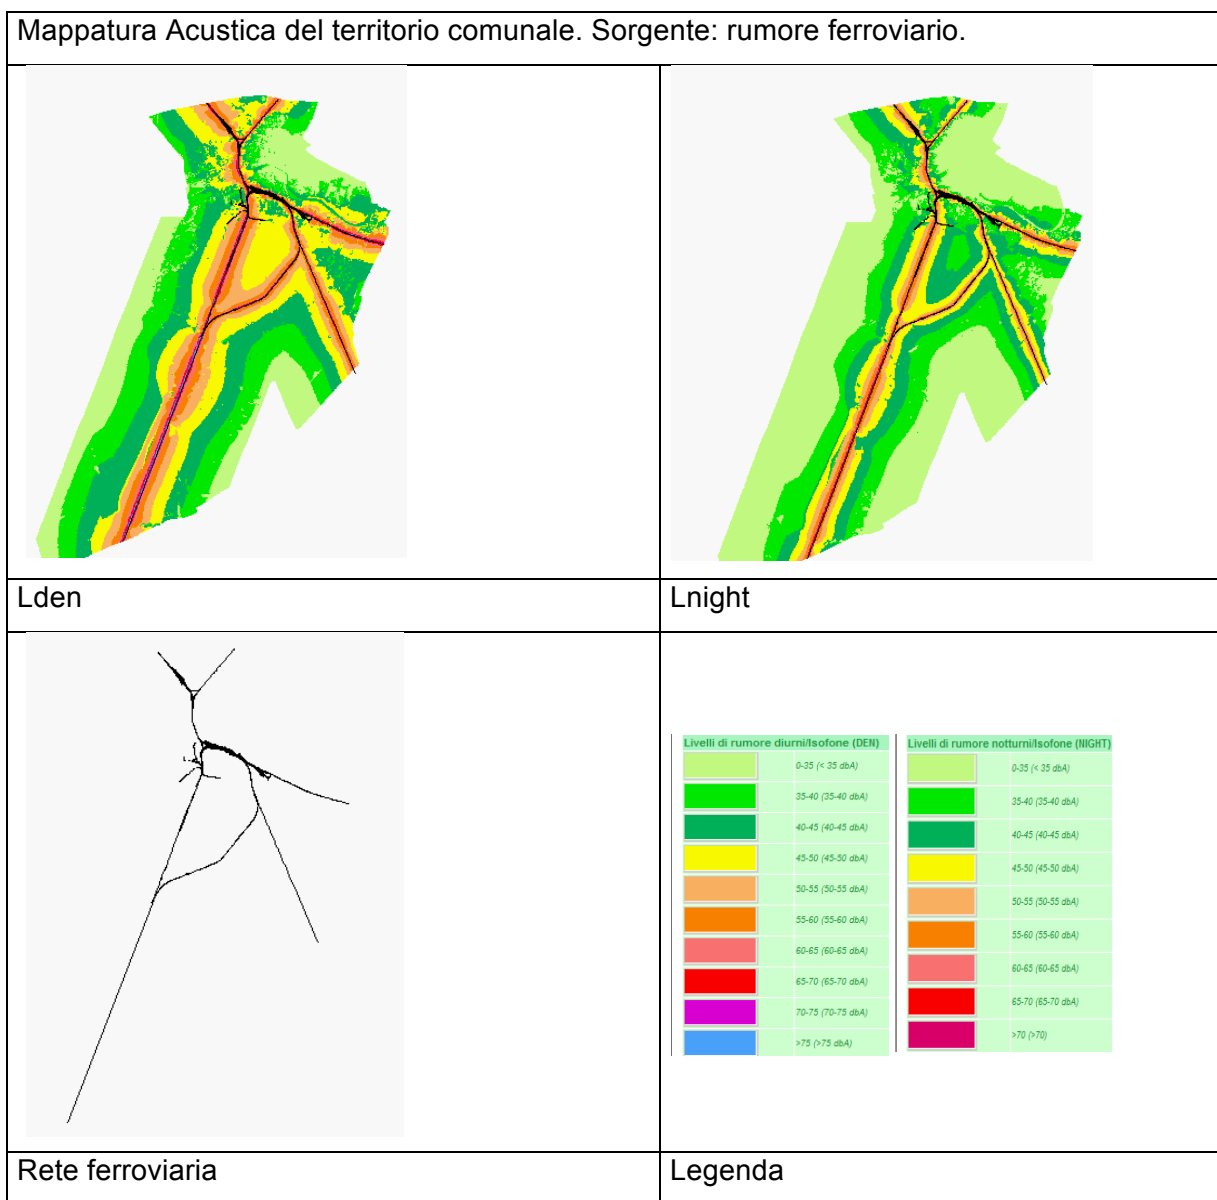 Mappatura Acustica del territorio comunale. Sorgente: rumore ferroviario.
Lden
Lnight
Livelli di rumore diurni/Isofone (DEN)
0-35 (< 35 dbA)
35-40 (35-40 dbA)
40-45 (40-45 dbA)
45-50 (45-50 dbA)
50-55 (50-55 dbA)
55-60 (55-60 dbA)
60-65 (60-65 dbA)
65-70 (65-70 dbA)
70-75 (70-75 dbA)
>75 (>75 dbA)
Livelli di rumore notturni/Isofone (NIGHT)
0-35 (< 35 dbA)
35-40 (35-40 dbA)
40-45 (40-45 dbA)
45-50 (45-50 dbA)
50-55 (50-55 dbA)
55-60 (55-60 dbA)
60-65 (60-65 dbA)
65-70 (65-70 dbA)
>70 (>70)
Rete ferroviaria
Legenda